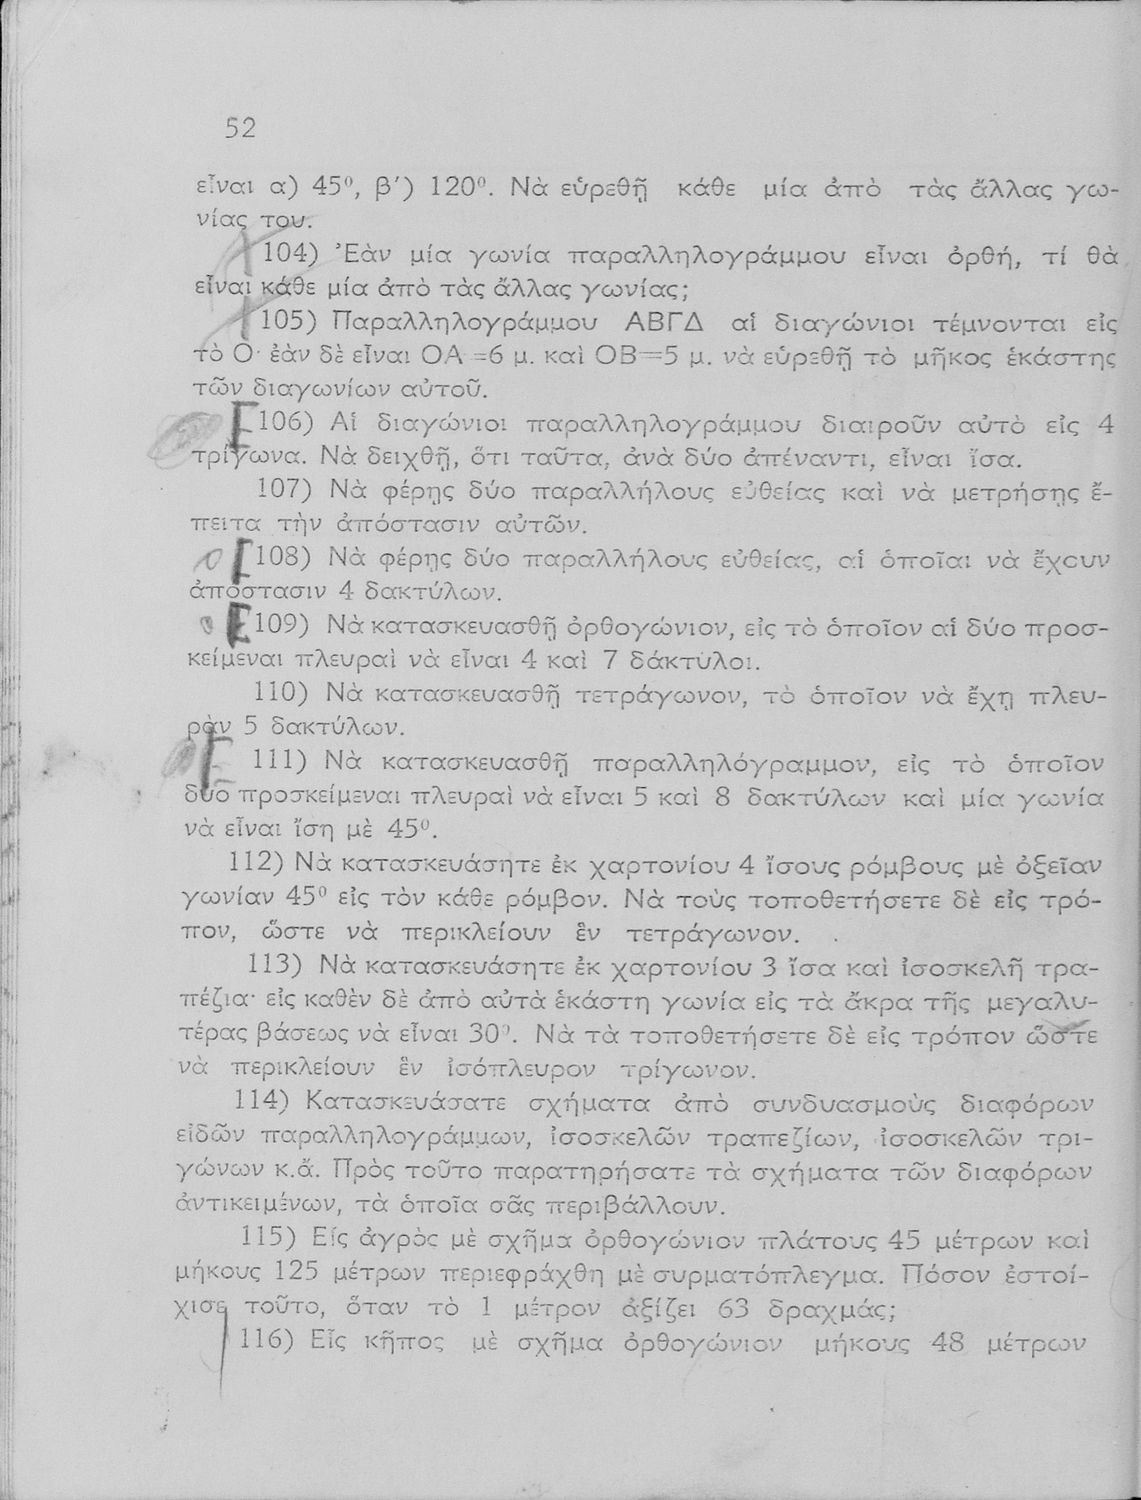 52
εἶναι α) 45⁰, β΄) 120⁰. Νὰ εὑρεθῇ κάθε μία ἀπὸ τὰς ἄλλας γω-
νίας του.
104) Ἐὰν μία γωνία παραλληλογράμμου εἶναι ὀρθή, τί θὰ
εἶναι κάθε μία ἀπὸ τὰς ἄλλας γωνίας;
105) Παραλληλογράμμου ΑΒΓΔ αἱ διαγώνιοι τέμνονται εἰς
τὸ Ο· ἐὰν δὲ εἶναι ΟΑ =6 μ. καὶ ΟΒ=5 μ. νὰ εὑρεθῇ τὸ μῆκος ἑκάστης
τῶν διαγωνίων αὐτοῦ.
106) Αἱ διαγώνιοι παραλληλογράμμου διαιροῦν αὐτὸ εἰς 4
τρίγωνα. Νὰ δειχθῇ, ὅτι ταῦτα, ἀνὰ δύο ἀπέναντι, εἶναι ἴσα.
107) Νὰ φέρῃς δύο παραλλήλους εὐθείας καὶ νὰ μετρήσῃς ἔ-
πειτα τὴν ἀπόστασιν αὐτῶν.
108) Νὰ φέρῃς δύο παραλλήλους εὐθείας, αἱ ὁποῖαι νὰ ἔχουν
ἀπόστασιν 4 δακτύλων.
109) Νὰ κατασκευασθῇ ὀρθογώνιον, εἰς τὸ ὁποῖον αἱ δύο προσ-
κείμεναι πλευραὶ νὰ εἶναι 4 καὶ 7 δάκτυλοι.
110) Νὰ κατασκευασθῇ τετράγωνον, τὸ ὁποῖον νὰ ἔχῃ πλευ-
ρὰν 5 δακτύλων.
111) Νὰ κατασκευασθῇ παραλληλόγραμμον, εἰς τὸ ὁποῖον
δύο προσκείμεναι πλευραὶ νὰ εἶναι 5 καὶ 8 δακτύλων καὶ μία γωνία
νὰ εἶναι ἴση μὲ 45⁰.
112) Νὰ κατασκευάσητε ἐκ χαρτονίου 4 ἴσους ρόμβους μὲ ὀξεῖαν
γωνίαν 45⁰ εἰς τὸν κάθε ρόμβον. Νὰ τοὺς τοποθετήσετε δὲ εἰς τρό-
πον, ὥστε νὰ περικλείουν ἓν τετράγωνον.
113) Νὰ κατασκευάσητε ἐκ χαρτονίου 3 ἴσα καὶ ἰσοσκελῆ τρα-
πέζια· εἰς καθὲν δὲ ἀπὸ αὐτὰ ἑκάστη γωνία εἰς τὰ ἄκρα τῆς μεγαλυ-
τέρας βάσεως νὰ εἶναι 30⁰. Νὰ τὰ τοποθετήσετε δὲ εἰς τρόπον ὥστε
νὰ περικλείουν ἓν ἰσόπλευρον τρίγωνον.
114) Κατασκευάσατε σχήματα ἀπὸ συνδυασμοὺς διαφόρων
εἰδῶν παραλληλογράμμων, ἰσοσκελῶν τραπεζίων, ἰσοσκελῶν τρι-
γώνων κ.ἄ. Πρὸς τοῦτο παρατηρήσατε τὰ σχήματα τῶν διαφόρων
ἀντικειμένων, τὰ ὁποῖα σᾶς περιβάλλουν.
115) Εἷς ἀγρὸς μὲ σχῆμα ὀρθογώνιον πλάτους 45 μέτρων καὶ
μήκους 125 μέτρων περιεφράχθη μὲ συρματόπλεγμα. Πόσον ἐστοί-
χισε τοῦτο, ὅταν τὸ 1 μέτρον ἀξίζει 63 δραχμάς;
116) Εἷς κῆπος μὲ σχῆμα ὀρθογώνιον μήκους 48 μέτρων